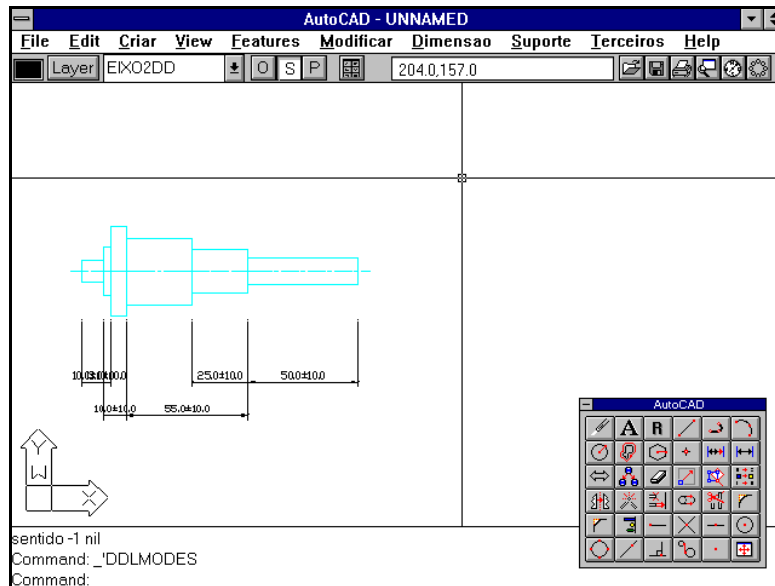 AutoCAD - UNNAMED
File Edit Criar View Features Modificar Dimensao Suporte Terceiros Help
Layer EIXO2DD O S P 204.0,157.0
25.0±10.0 50.0±10.0
10.0±10.0 55.0±10.0
AutoCAD
A R
Y
W
X
sentido -1 nil
Command: _'DDLMODES
Command: